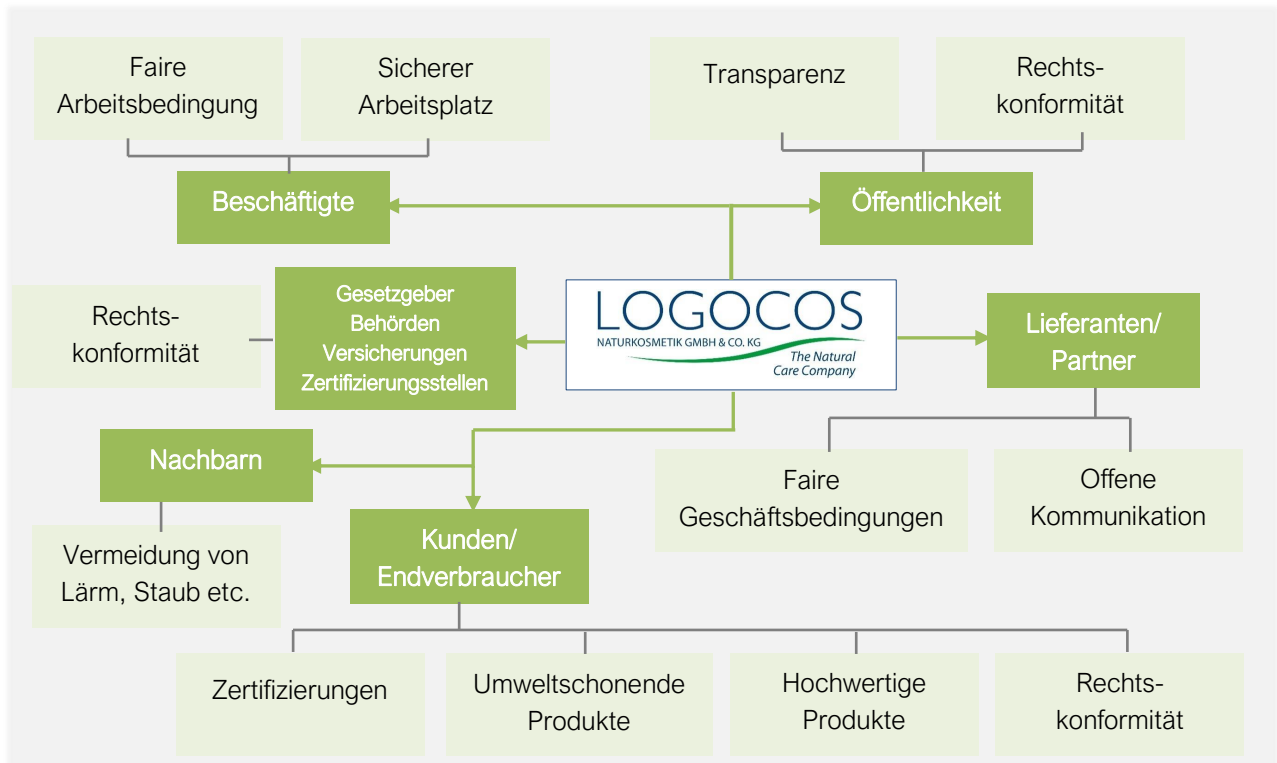 Faire
Arbeitsbedingung
Sicherer
Arbeitsplatz
Transparenz
Rechts-
konformität
Beschäftigte
Öffentlichkeit
Rechts-
konformität
Gesetzgeber
Behörden
Versicherungen
Zertifizierungsstellen
LOGOCOS
NATURKOSMETIK GMBH & CO. KG
The Natural
Care Company
Lieferanten/
Partner
Nachbarn
Faire
Geschäftsbedingungen
Offene
Kommunikation
Vermeidung von
Lärm, Staub etc.
Kunden/
Endverbraucher
Zertifizierungen
Umweltschonende
Produkte
Hochwertige
Produkte
Rechts-
konformität